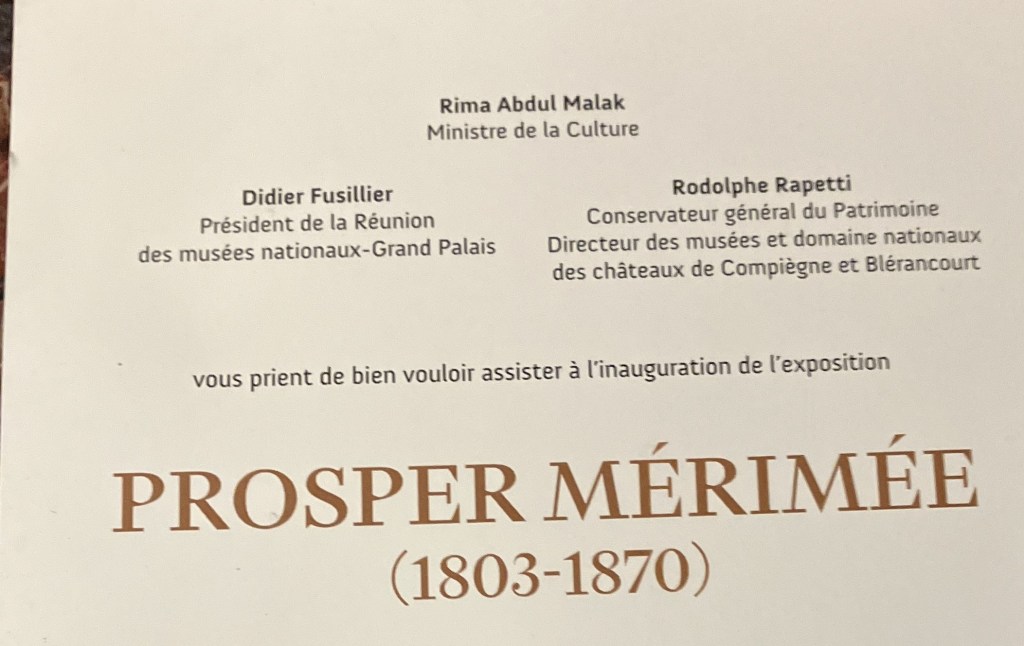 Rima Abdul Malak
Ministre de la Culture
Didier Fusillier
Président de la Réunion
des musées nationaux-Grand Palais
Rodolphe Rapetti
Conservateur général du Patrimoine
Directeur des musées et domaine nationaux
des châteaux de Compiègne et Blérancourt
vous prient de bien vouloir assister à l'inauguration de l'exposition
PROSPER MÉRIMÉE
(1803-1870)